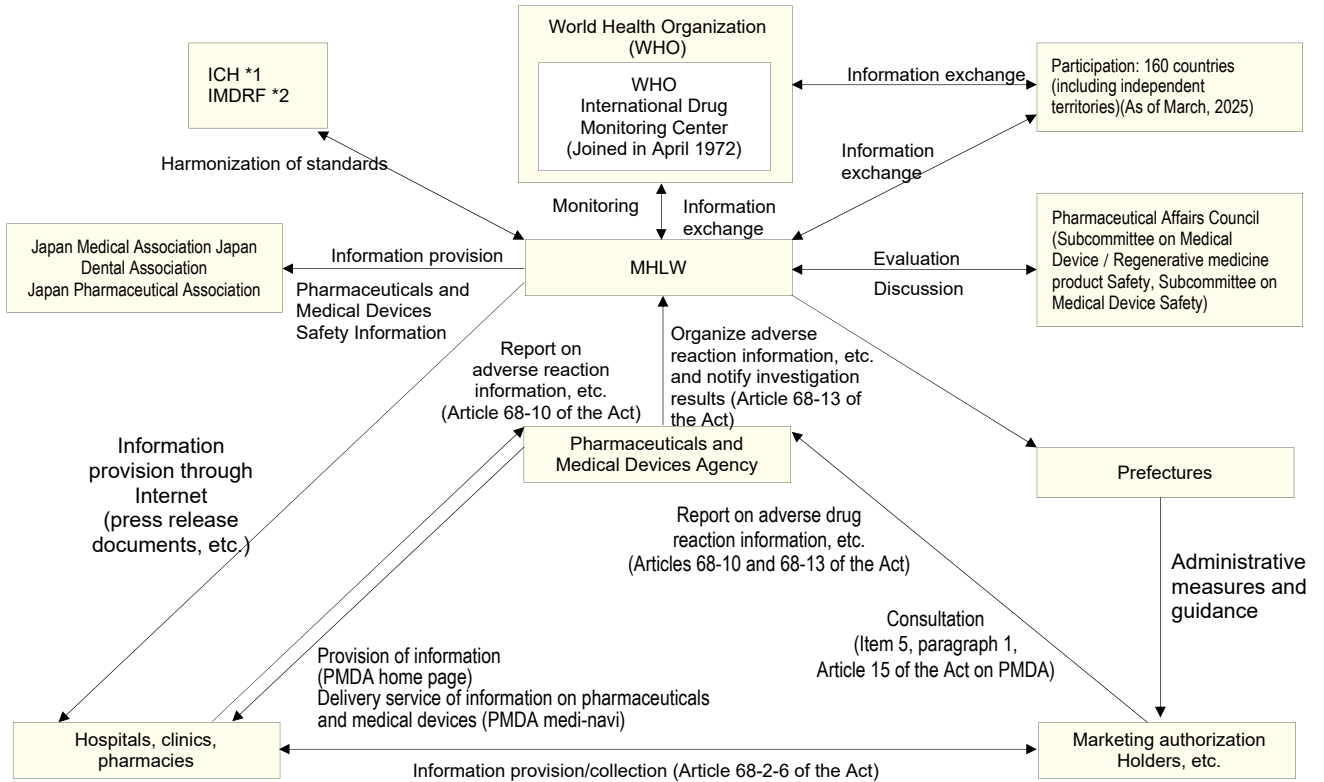 World Health Organization
(WHO)
WHO
International Drug
Monitoring Center
(Joined in April 1972)
ICH *1
IMDRF *2
Information exchange
Participation: 160 countries
(including independent
territories)(As of March, 2025)
Harmonization of standards
Information
exchange
Monitoring
Information
exchange
Japan Medical Association Japan
Dental Association
Japan Pharmaceutical Association
Information provision
Pharmaceuticals and
Medical Devices
Safety Information
MHLW
Evaluation
Discussion
Pharmaceutical Affairs Council
(Subcommittee on Medical
Device / Regenerative medicine
product Safety, Subcommittee on
Medical Device Safety)
Report on
adverse reaction
information, etc.
(Article 68-10 of the Act)
Organize adverse
reaction information, etc.
and notify investigation
results (Article 68-13 of
the Act)
Information
provision through
Internet
(press release
documents, etc.)
Pharmaceuticals and
Medical Devices Agency
Prefectures
Report on adverse drug
reaction information, etc.
(Articles 68-10 and 68-13 of the Act)
Administrative
measures and
guidance
Consultation
(Item 5, paragraph 1,
Article 15 of the Act on PMDA)
Provision of information
(PMDA home page)
Delivery service of information on pharmaceuticals
and medical devices (PMDA medi-navi)
Hospitals, clinics,
pharmacies
Information provision/collection (Article 68-2-6 of the Act)
Marketing authorization
Holders, etc.